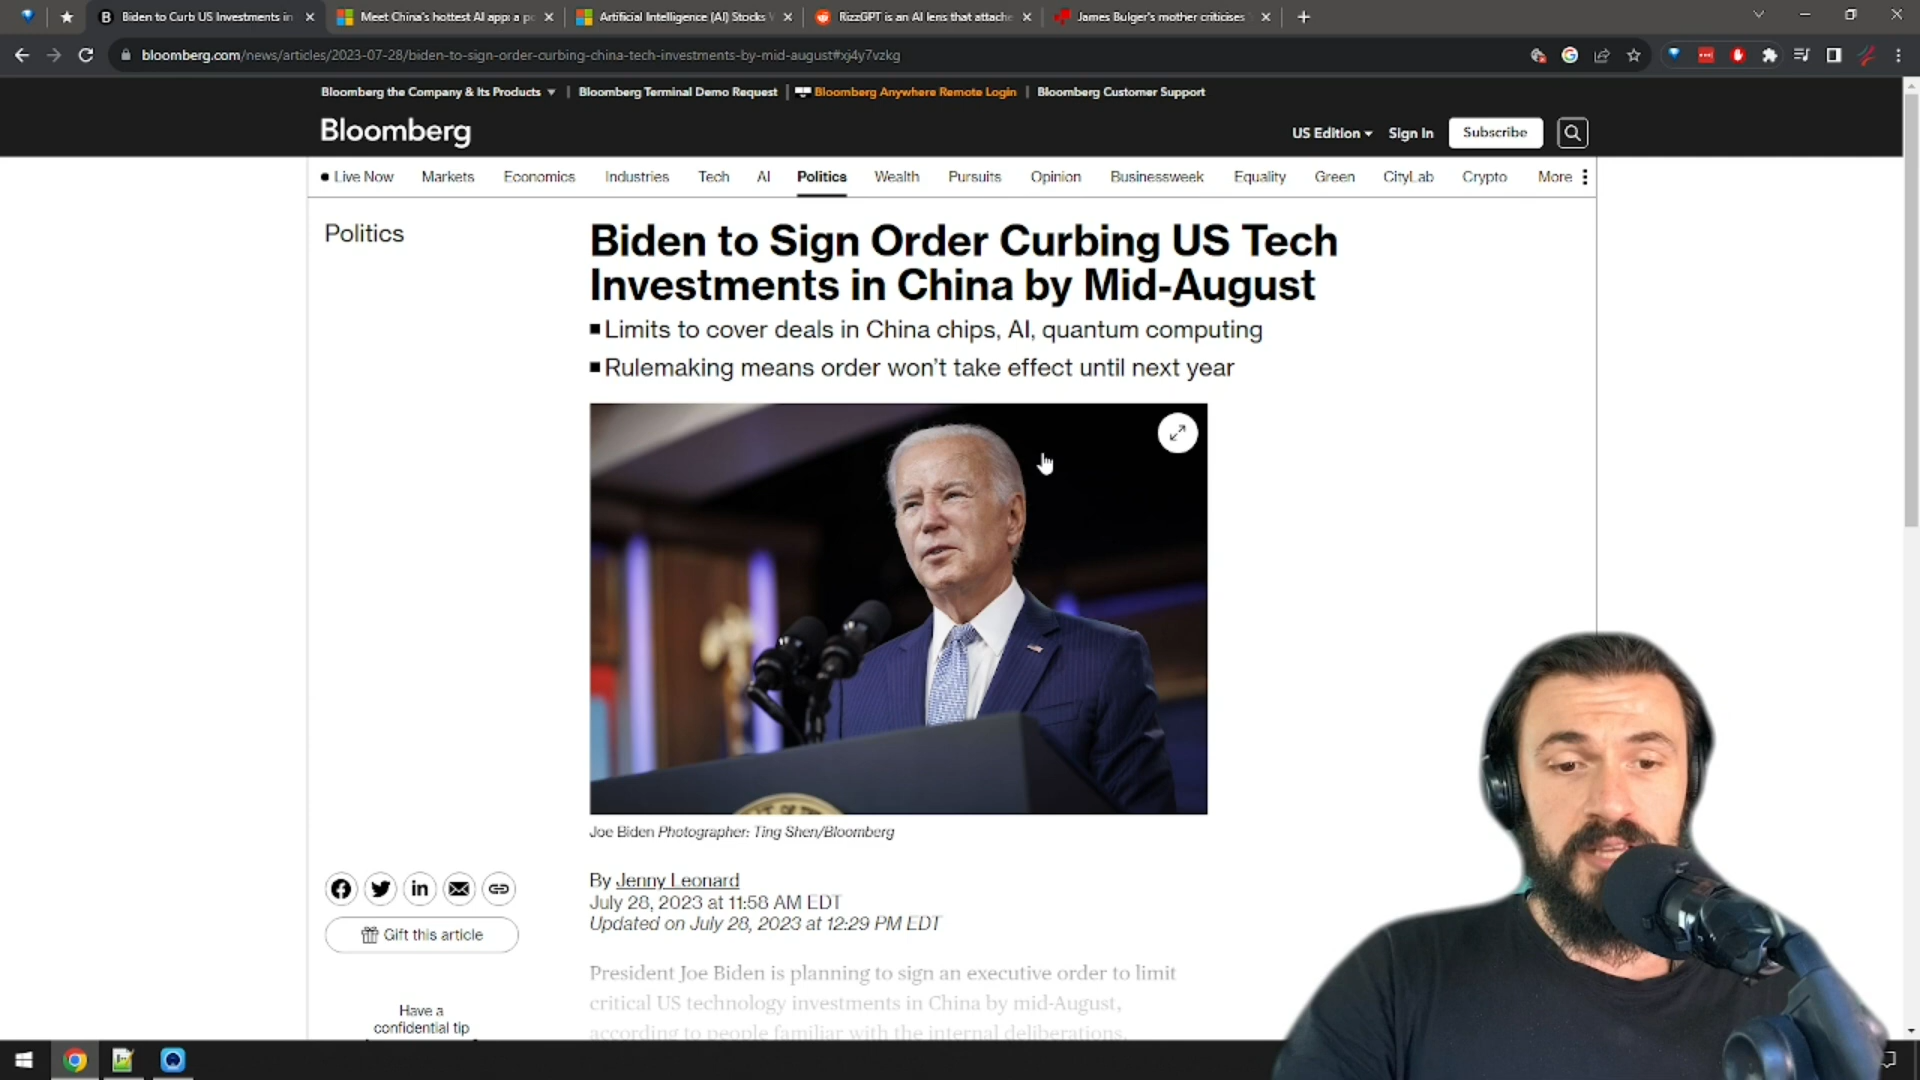 Biden to Curb US Investments in
Meet China's hottest AI app: a po
Artificial Intelligence (AI) Stocks
RizzGPT is an AI lens that attache
James Bulger's mother criticises
bloomberg.com/news/articles/2023-07-28/biden-to-sign-order-curbing-china-tech-investments-by-mid-august#xj4y7vzkg
Bloomberg the Company & Its Products | Bloomberg Terminal Demo Request | Bloomberg Anywhere Remote Login | Bloomberg Customer Support
Bloomberg
US Edition Sign In Subscribe
Live Now Markets Economics Industries Tech AI Politics Wealth Pursuits Opinion Businessweek Equality Green CityLab Crypto More
Politics
Biden to Sign Order Curbing US Tech
Investments in China by Mid-August
Limits to cover deals in China chips, AI, quantum computing
Rulemaking means order won't take effect until next year
Joe Biden Photographer: Ting Shen/Bloomberg
By Jenny Leonard
July 28, 2023 at 11:58 AM EDT
Updated on July 28, 2023 at 12:29 PM EDT
Gift this article
President Joe Biden is planning to sign an executive order to limit
critical US technology investments in China by mid-August,
according to people familiar with the internal deliberations.
Have a
confidential tip